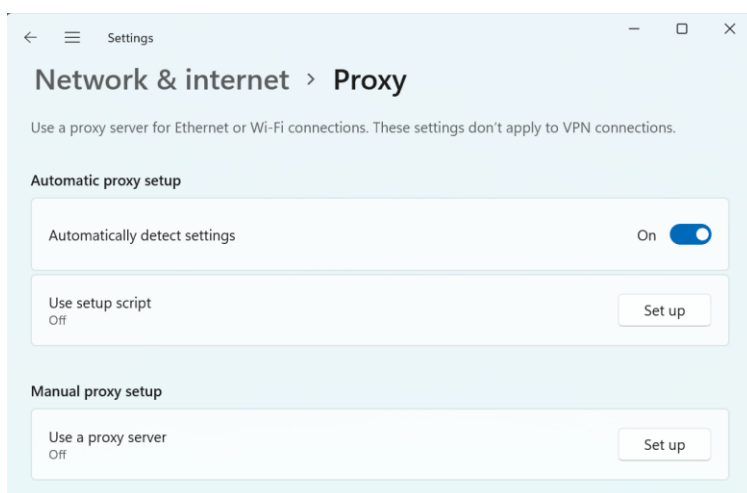 Settings
Network & internet > Proxy
Use a proxy server for Ethernet or Wi-Fi connections. These settings don't apply to VPN connections.
Automatic proxy setup
Automatically detect settings On
Use setup script
Off
Set up
Manual proxy setup
Use a proxy server
Off
Set up